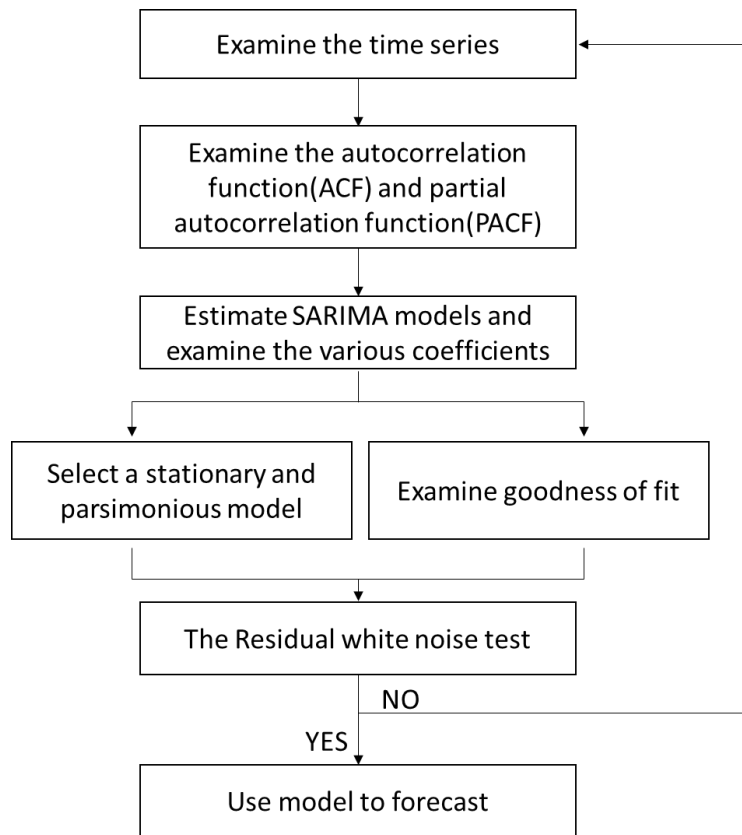 Examine the time series
Examine the autocorrelation
function(ACF) and partial
autocorrelation function(PACF)
Estimate SARIMA models and
examine the various coefficients
Select a stationary and
parsimonious model
Examine goodness of fit
The Residual white noise test
NO
YES
Use model to forecast